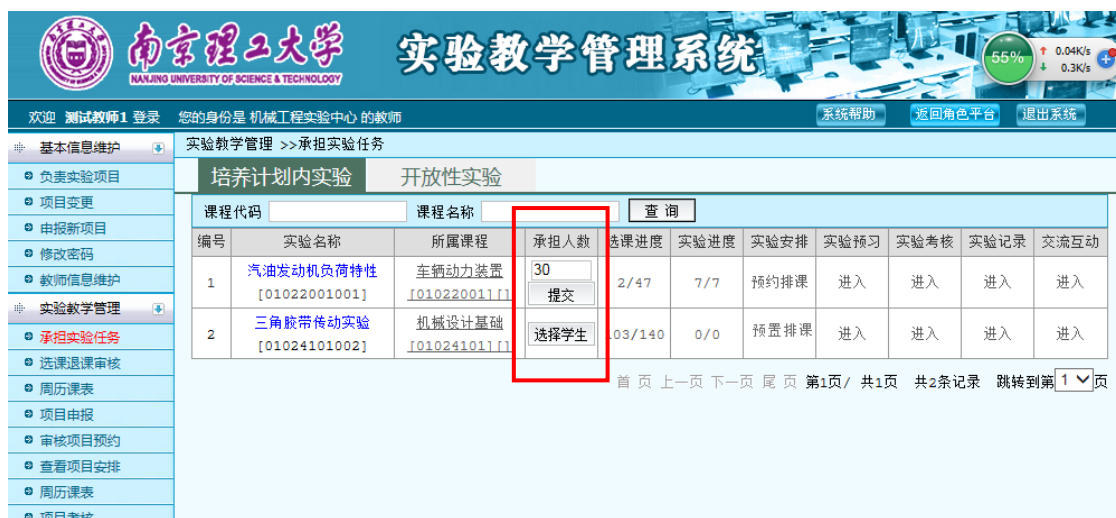 南京理工大学
NANJING UNIVERSITY OF SCIENCE & TECHNOLOGY
实验教学管理系统
55%
0.04K/s
0.3K/s
欢迎 测试教师1 登录 您的身份是 机械工程实验中心 的教师
系统帮助 返回角色平台 退出系统
基本信息维护
负责实验项目
项目变更
申报新项目
修改密码
教师信息维护
实验教学管理
承担实验任务
选课退课审核
周历课表
项目申报
审核项目预约
查看项目安排
周历课表
项目考核
实验教学管理 >>承担实验任务
培养计划内实验 开放性实验
课程代码 课程名称 查 询
编号 实验名称 所属课程 承担人数 选课进度 实验进度 实验安排 实验预习 实验考核 实验记录 交流互动
1 汽油发动机负荷特性 车辆动力装置 30 2/47 7/7 预约排课 进入 进入 进入 进入
[01022001001] [01022001][] 提交
2 三角胶带传动实验 机械设计基础 选择学生 103/140 0/0 预置排课 进入 进入 进入 进入
[01024101002] [01024101][]
首 页 上一页 下一页 尾 页 第1页/ 共1页 共2条记录 跳转到第 1 页